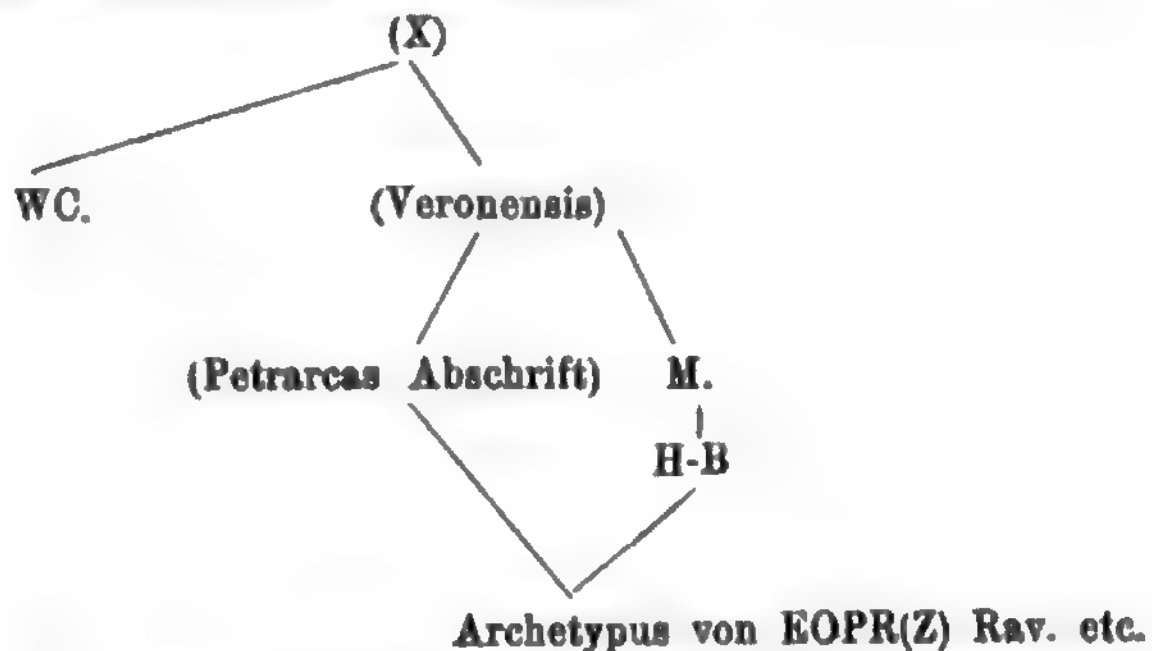 (X)
WC. (Veronensis)
(Petrarcas Abschrift) M.
H-B
Archetypus von EOPR(Z) Rav. etc.